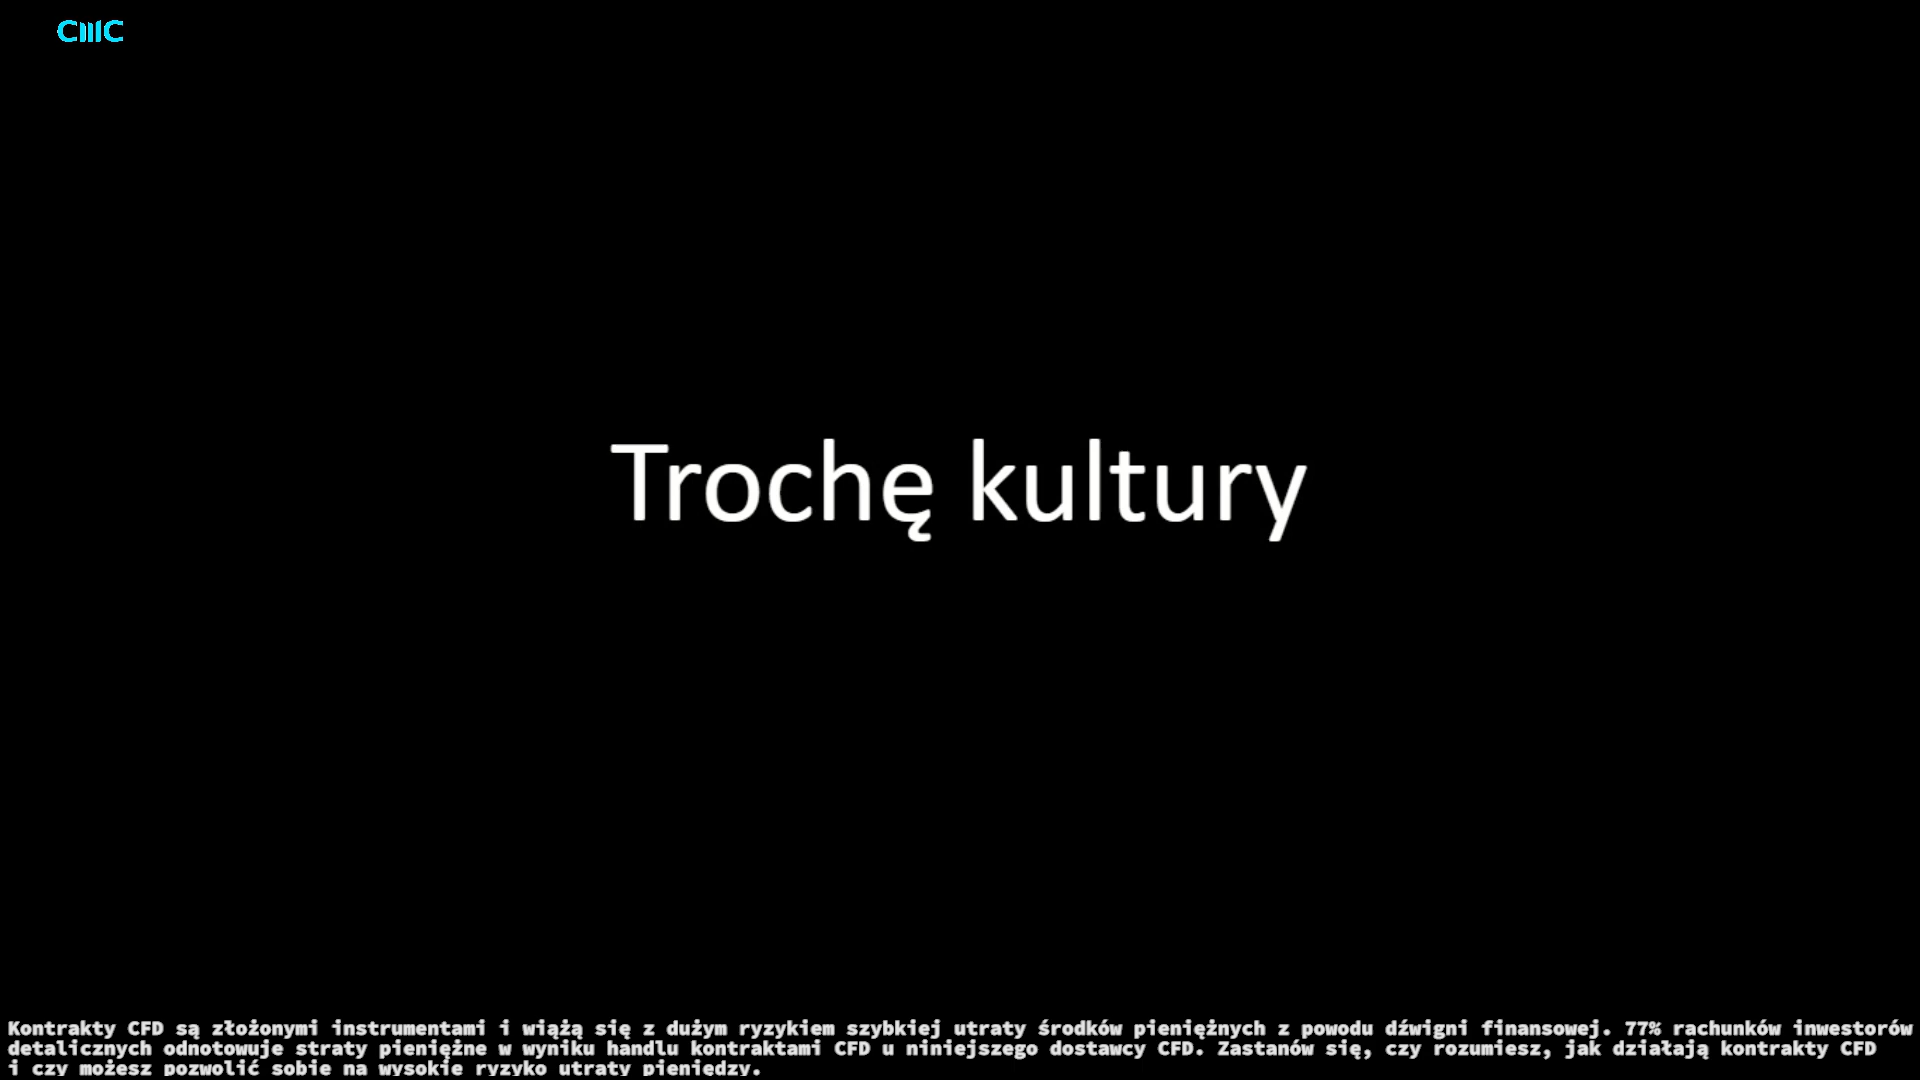 CMC
Trochę kultury
Kontrakty CFD są złożonymi instrumentami i wiążą się z dużym ryzykiem szybkiej utraty środków pieniężnych z powodu dźwigni finansowej. 77% rachunków inwestorów
detalicznych odnotowuje straty pieniężne w wyniku handlu kontraktami CFD u niniejszego dostawcy CFD. Zastanów się, czy rozumiesz, jak działają kontrakty CFD
i czy możesz pozwolić sobie na wysokie ryzyko utraty pieniędzy.